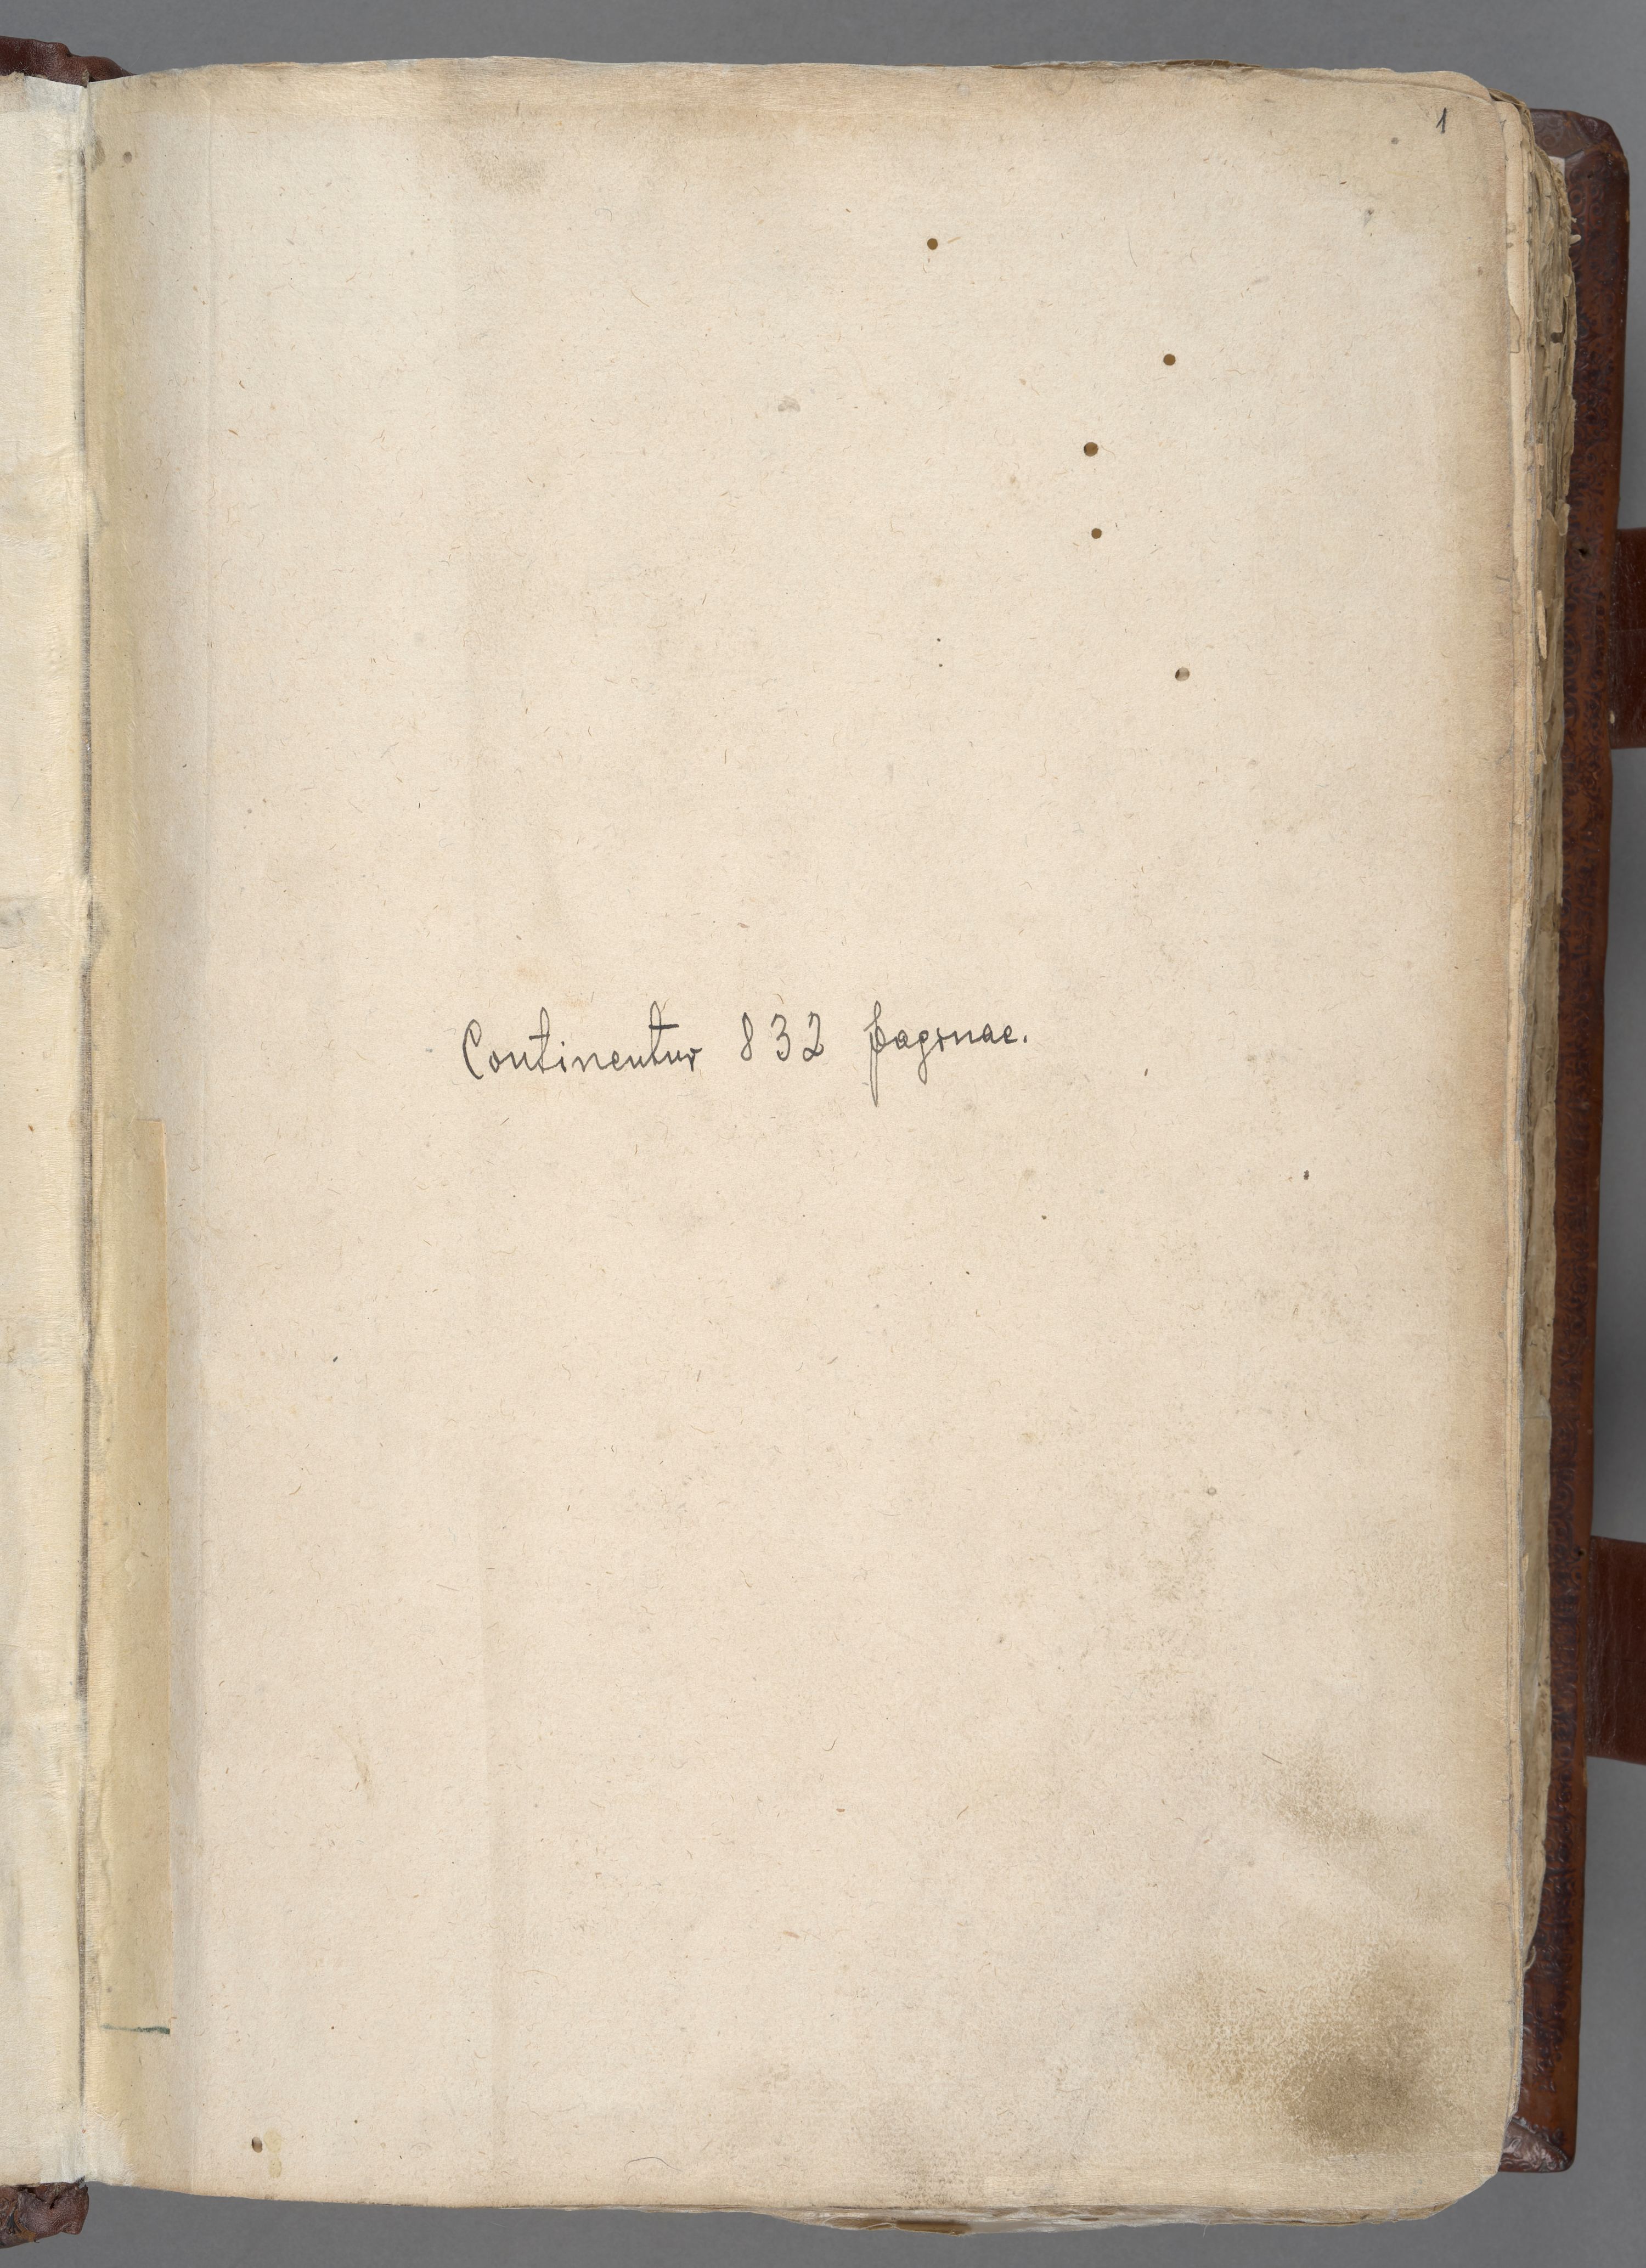 1
Continentur 832 paginae.